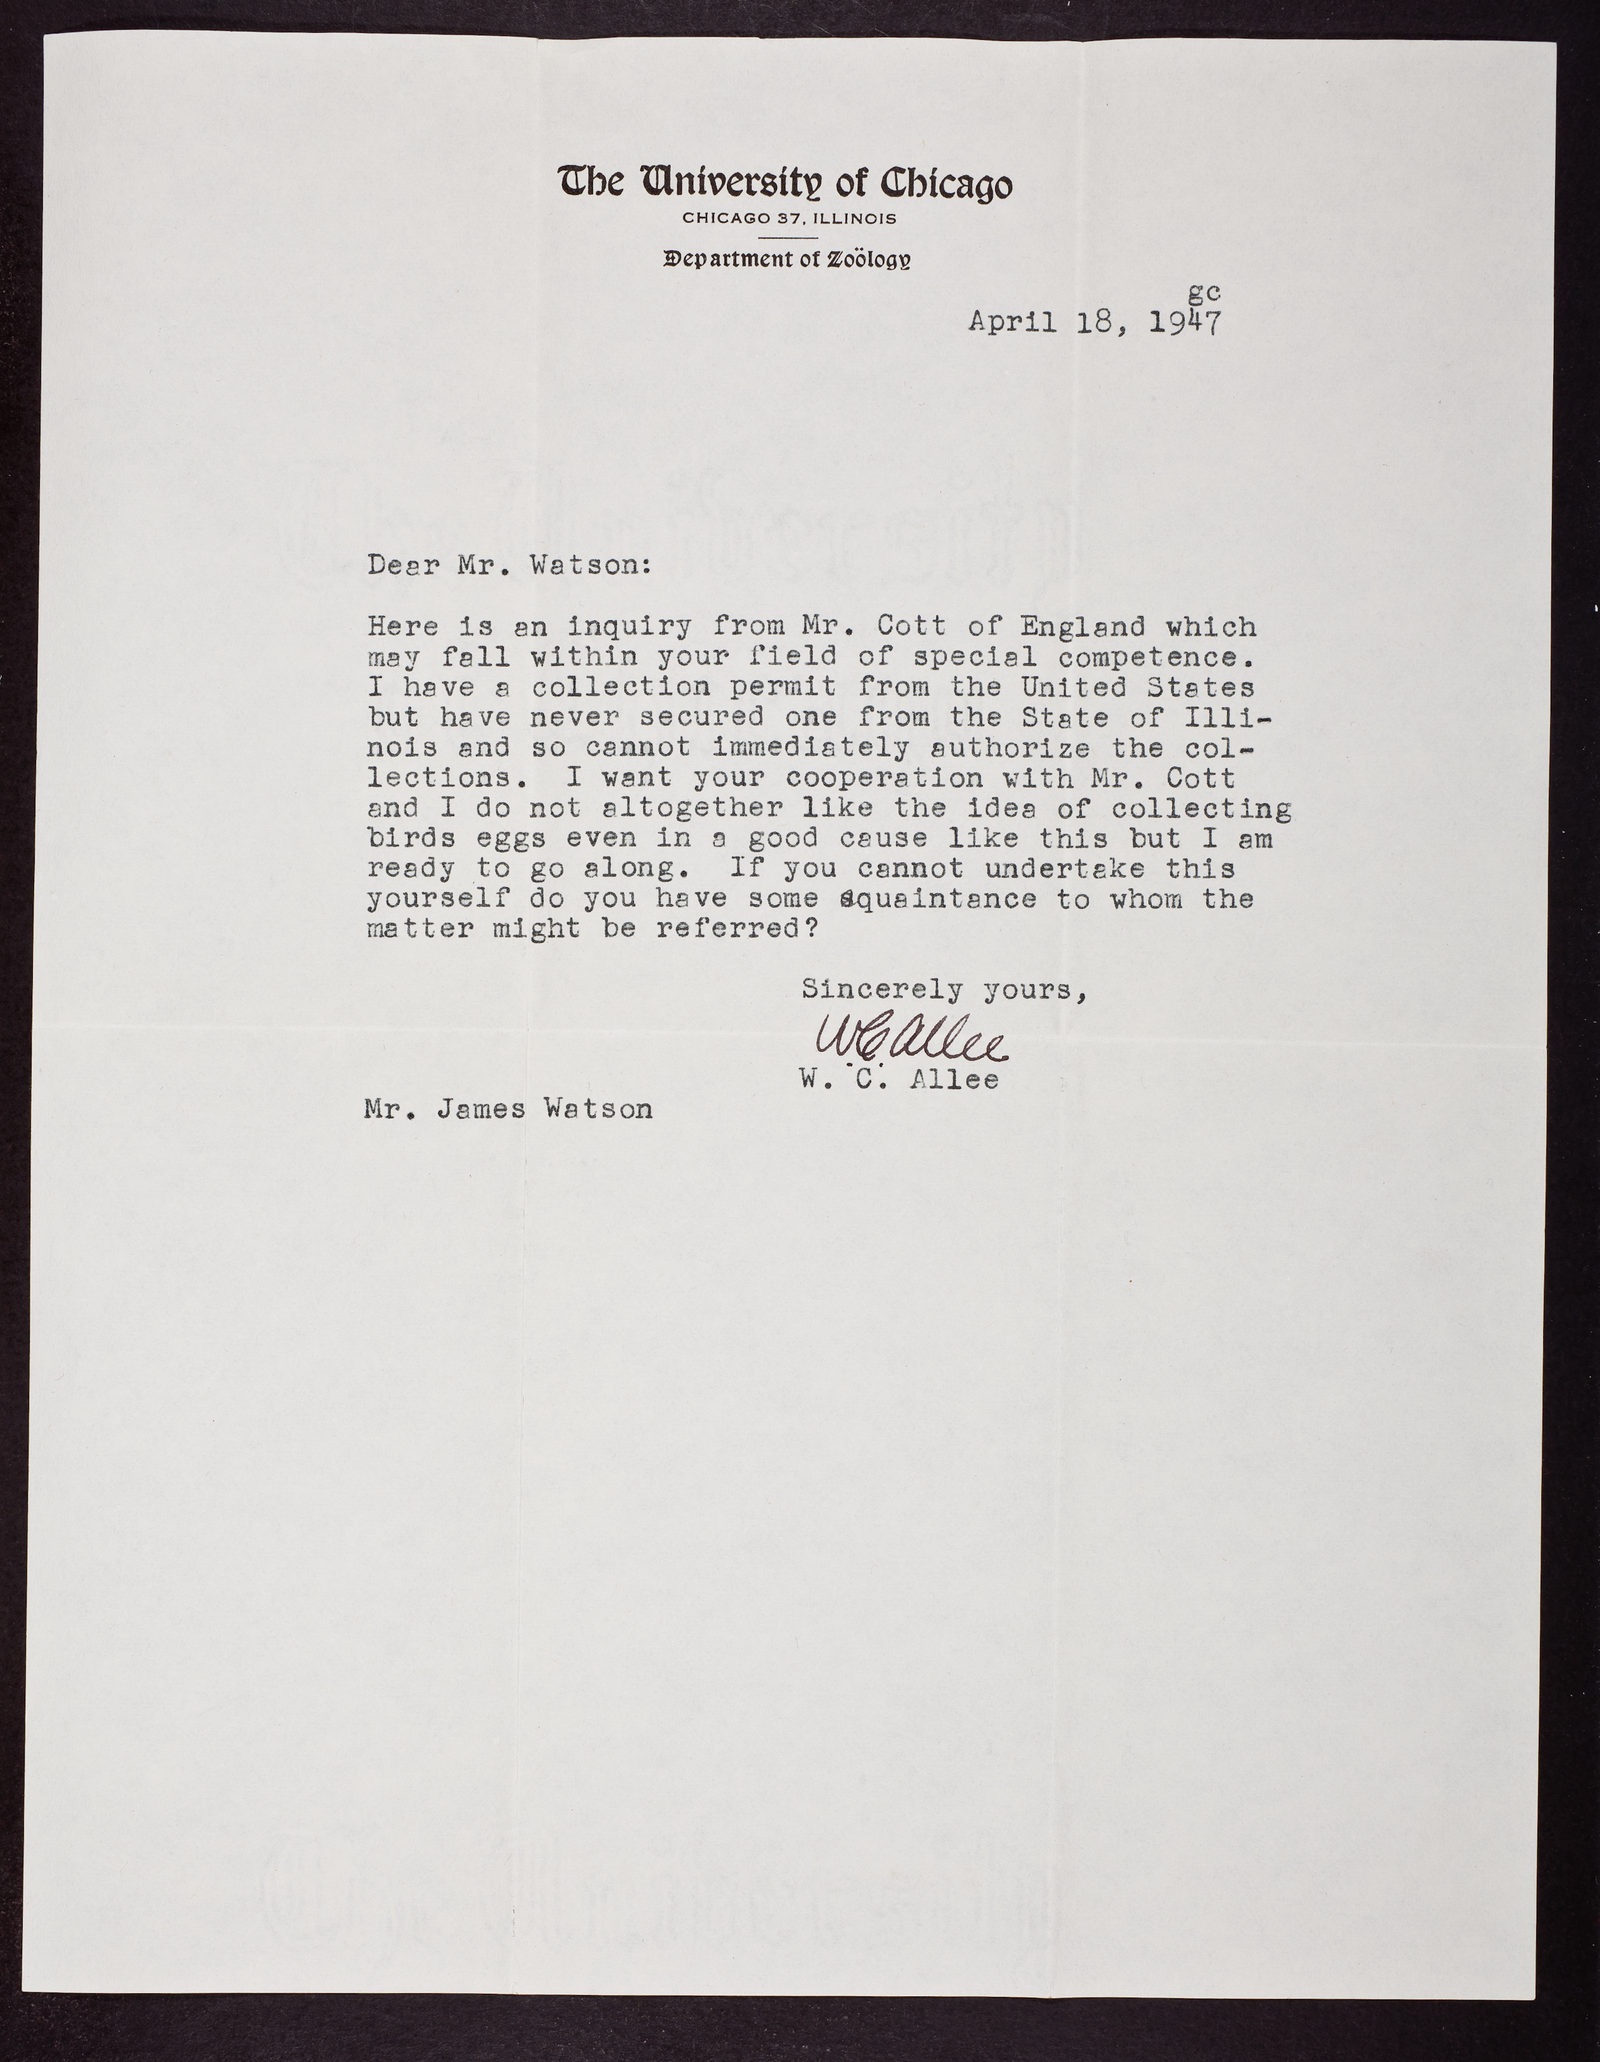 The University of Chicago
CHICAGO 37, ILLINOIS
Department of Zoölogy
gc
April 18, 1947
Dear Mr. Watson:
Here is an inquiry from Mr. Cott of England which
may fall within your field of special competence.
I have a collection permit from the United States
but have never secured one from the State of Illi-
nois and so cannot immediately authorize the col-
lections. I want your cooperation with Mr. Cott
and I do not altogether like the idea of collecting
birds eggs even in a good cause like this but I am
ready to go along. If you cannot undertake this
yourself do you have some aquaintance to whom the
matter might be referred?
Sincerely yours,
WCAllee
W. C. Allee
Mr. James Watson